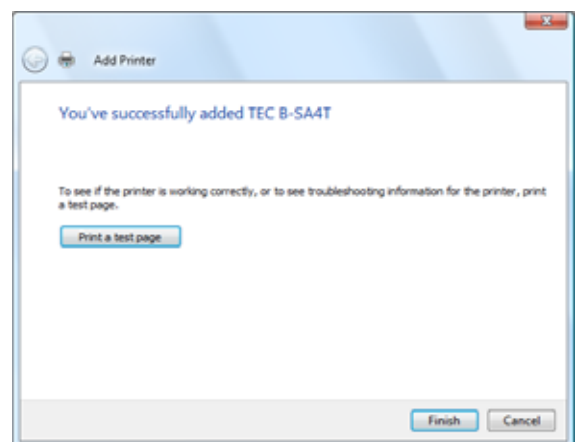 Add Printer
You've successfully added TEC B-SA4T
To see if the printer is working correctly, or to see troubleshooting information for the printer, print
a test page.
Print a test page
Finish
Cancel